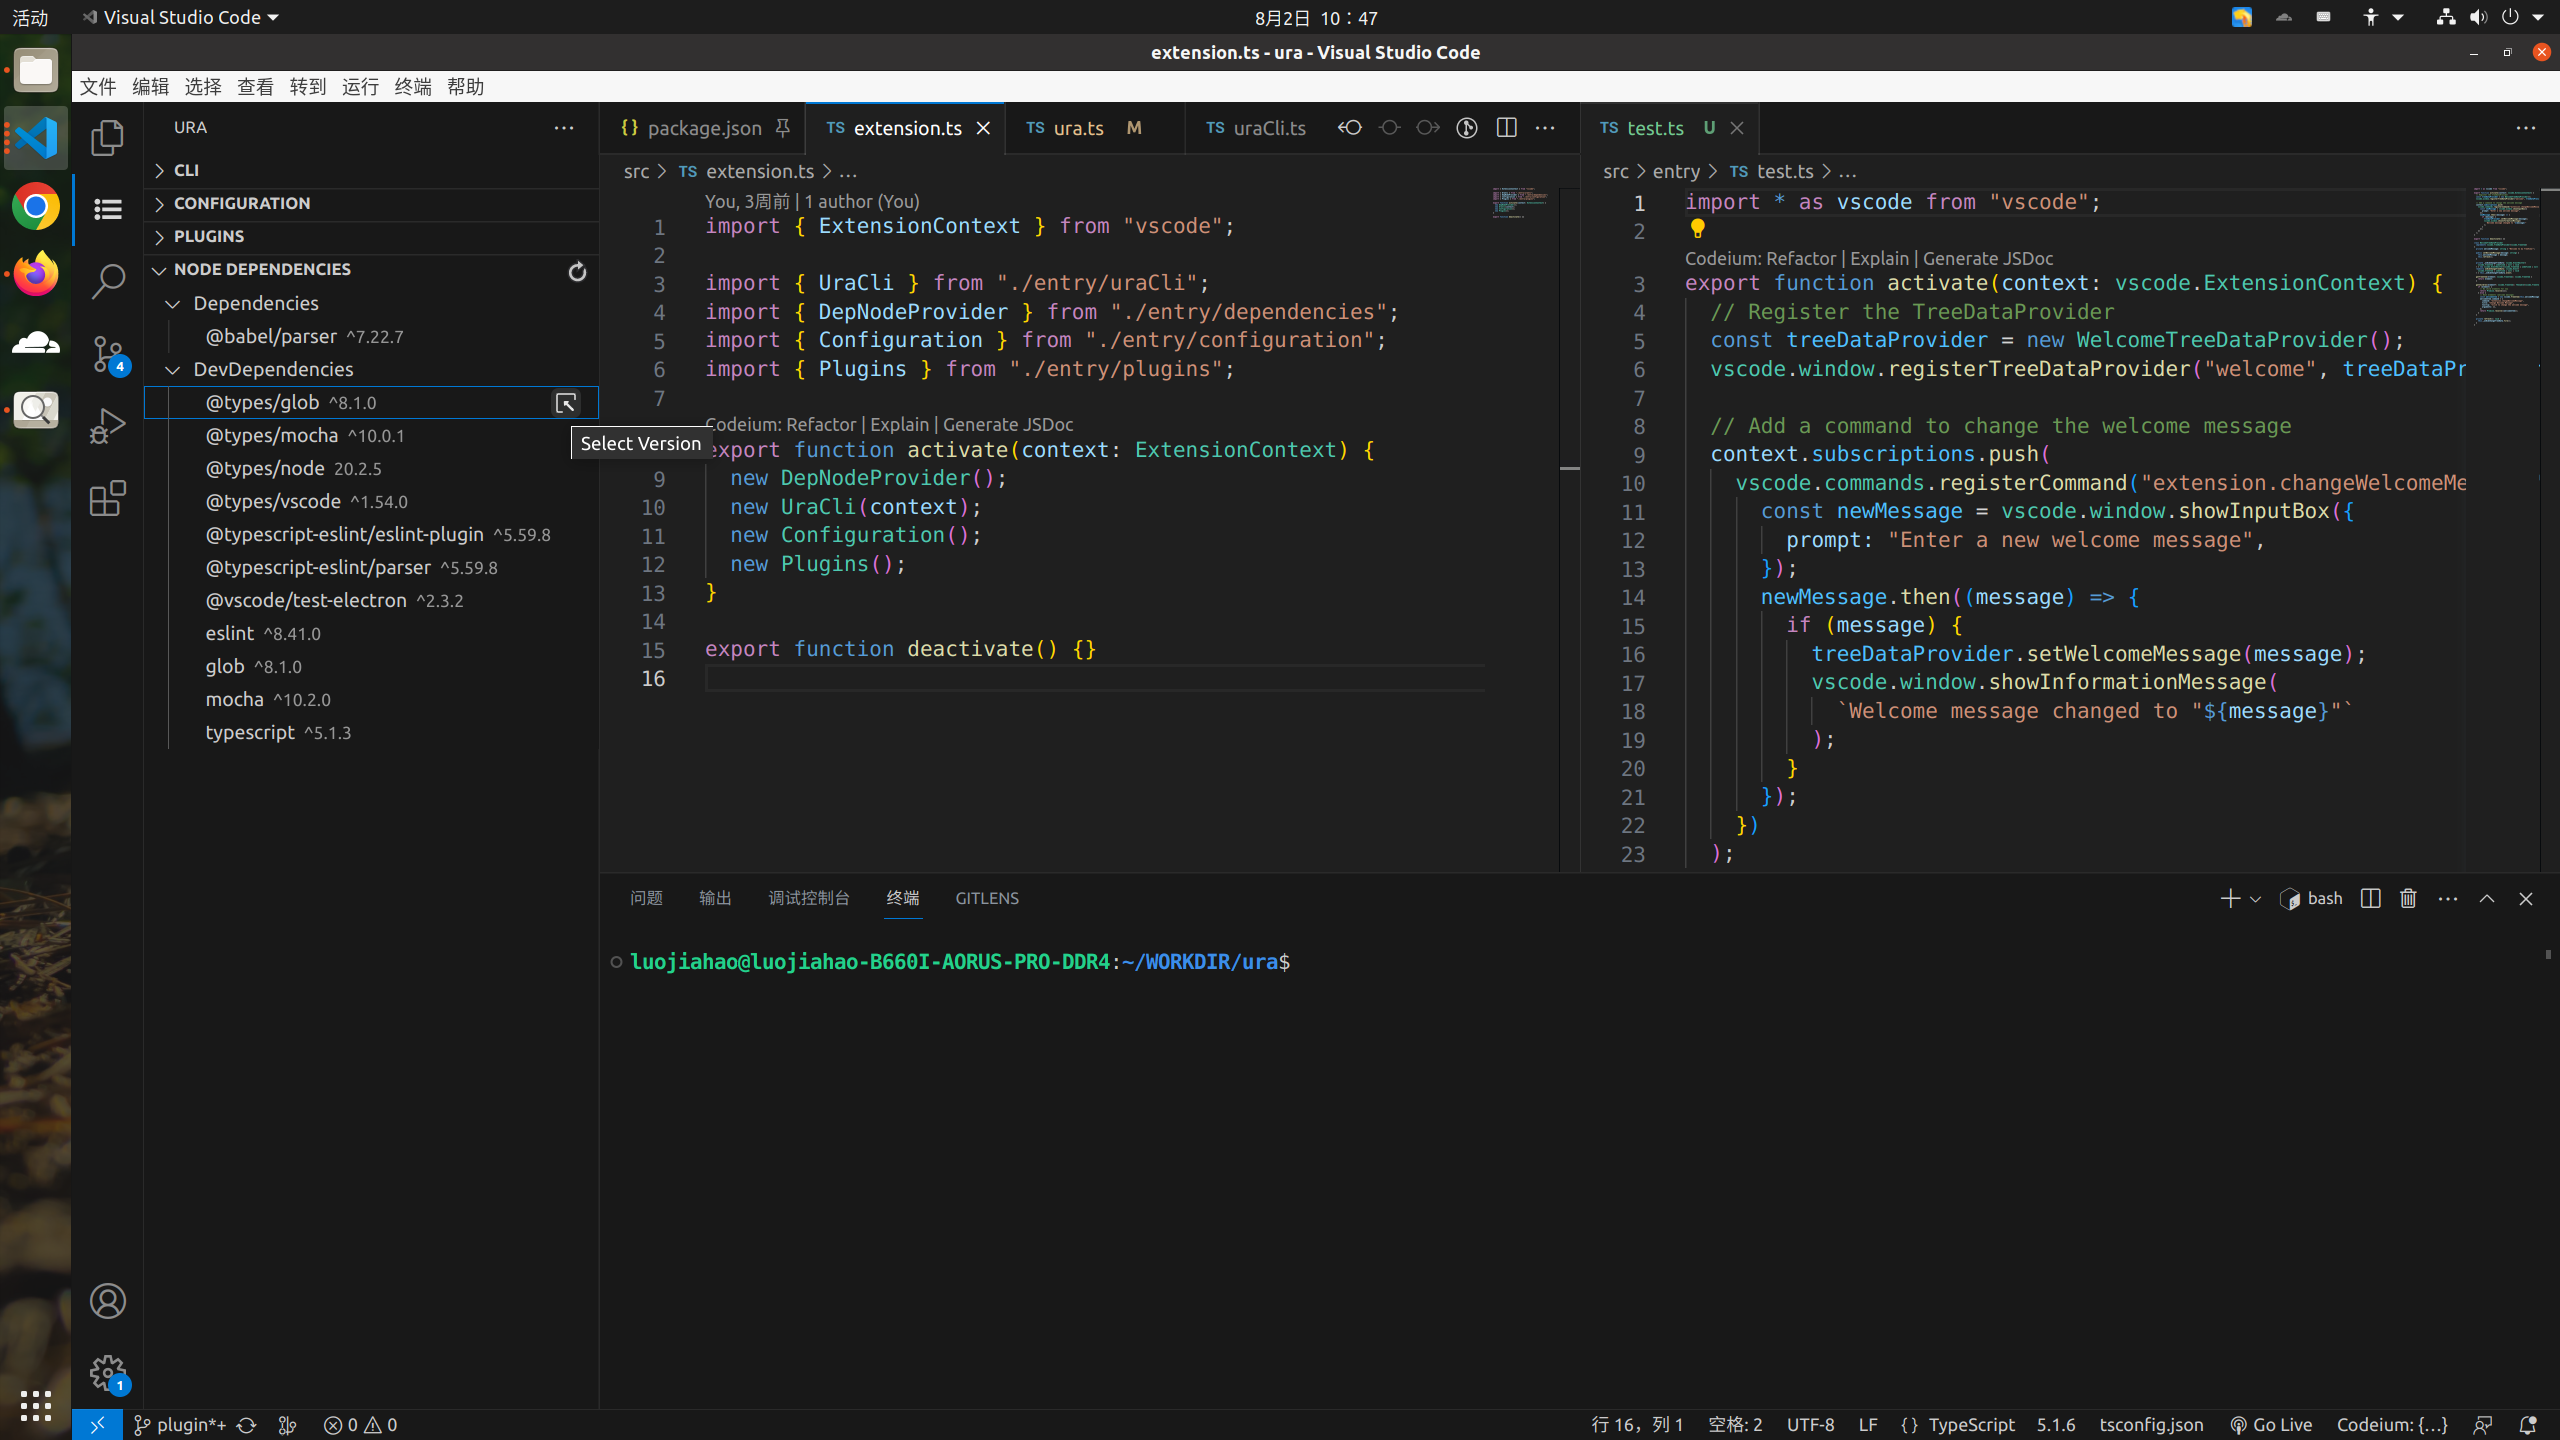 活动
Visual Studio Code
8月2日 10：47
extension.ts - ura - Visual Studio Code
文件 编辑 选择 查看 转到 运行 终端 帮助
URA
CLI
CONFIGURATION
PLUGINS
NODE DEPENDENCIES
Dependencies
@babel/parser ^7.22.7
DevDependencies
@types/glob ^8.1.0
@types/mocha ^10.0.1
@types/node 20.2.5
@types/vscode ^1.54.0
@typescript-eslint/eslint-plugin ^5.59.8
@typescript-eslint/parser ^5.59.8
@vscode/test-electron ^2.3.2
eslint ^8.41.0
glob ^8.1.0
mocha ^10.2.0
typescript ^5.1.3
Select Version
4
1
{} package.json
TS extension.ts
TS ura.ts M
TS uraCli.ts
src > TS extension.ts > ...
You, 3周前 | 1 author (You)
1 import { ExtensionContext } from "vscode";
2
3 import { UraCli } from "./entry/uraCli";
4 import { DepNodeProvider } from "./entry/dependencies";
5 import { Configuration } from "./entry/configuration";
6 import { Plugins } from "./entry/plugins";
7
Codeium: Refactor | Explain | Generate JSDoc
export function activate(context: ExtensionContext) {
9 new DepNodeProvider();
10 new UraCli(context);
11 new Configuration();
12 new Plugins();
13 }
14
15 export function deactivate() {}
16
TS test.ts U
src > entry > TS test.ts > ...
1 import * as vscode from "vscode";
2
Codeium: Refactor | Explain | Generate JSDoc
3 export function activate(context: vscode.ExtensionContext) {
4 // Register the TreeDataProvider
5 const treeDataProvider = new WelcomeTreeDataProvider();
6 vscode.window.registerTreeDataProvider("welcome", treeDataPr
7
8 // Add a command to change the welcome message
9 context.subscriptions.push(
10 vscode.commands.registerCommand("extension.changeWelcomeMe
11 const newMessage = vscode.window.showInputBox({
12 prompt: "Enter a new welcome message",
13 });
14 newMessage.then((message) => {
15 if (message) {
16 treeDataProvider.setWelcomeMessage(message);
17 vscode.window.showInformationMessage(
18 `Welcome message changed to "${message}"`
19 );
20 }
21 });
22 })
23 );
问题 输出 调试控制台 终端 GITLENS
bash
luojiahao@luojiahao-B660I-AORUS-PRO-DDR4:~/WORKDIR/ura$
plugin*+ 0 0
行 16，列 1 空格: 2 UTF-8 LF {} TypeScript 5.1.6 tsconfig.json Go Live Codeium: {...}